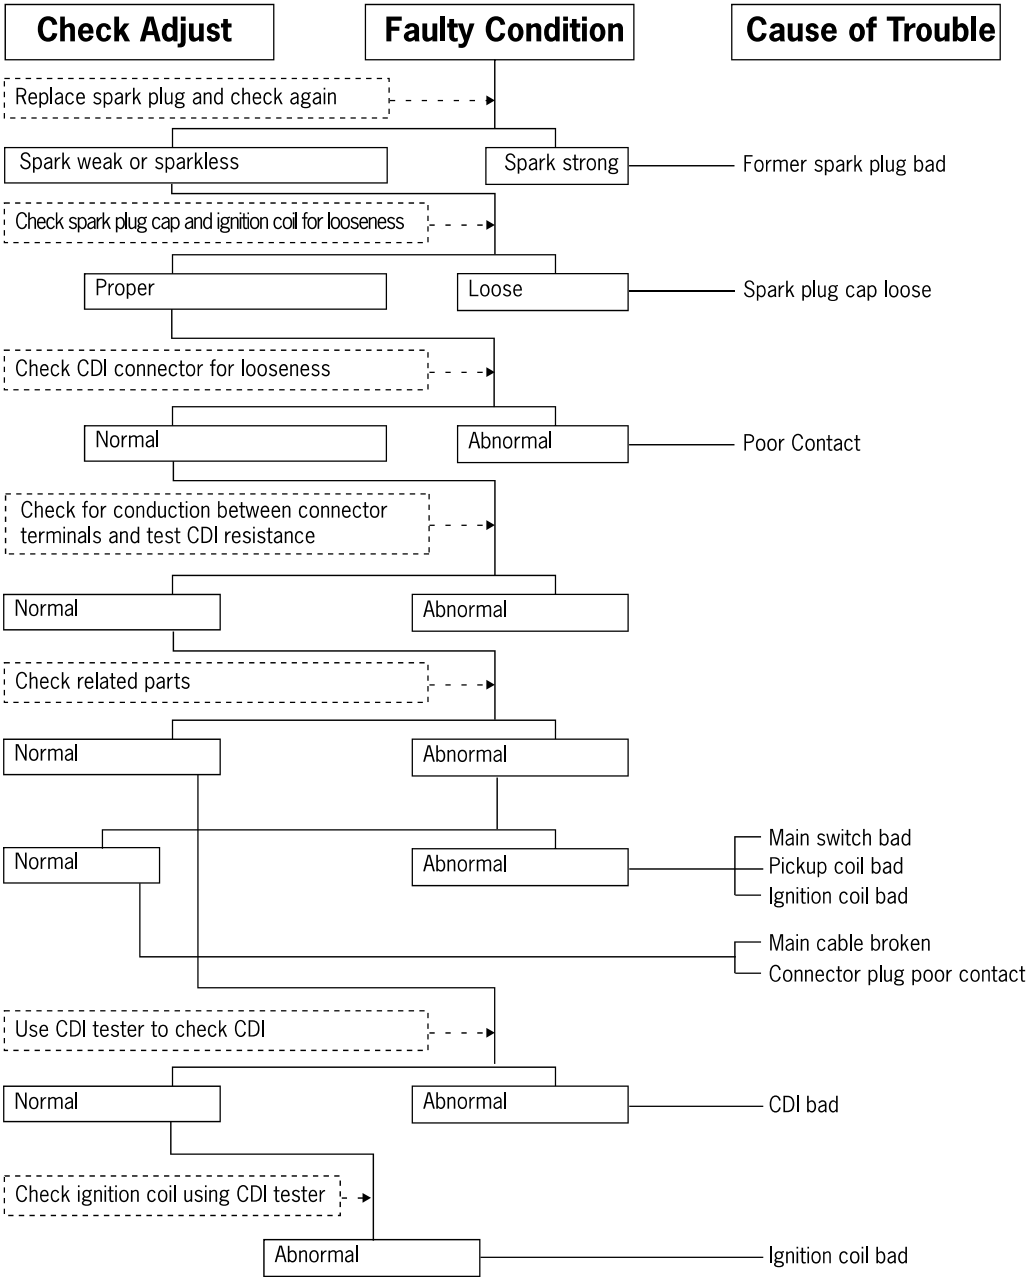 Check Adjust
Faulty Condition
Cause of Trouble
Replace spark plug and check again
Spark weak or sparkless
Spark strong
Former spark plug bad
Check spark plug cap and ignition coil for looseness
Proper
Loose
Spark plug cap loose
Check CDI connector for looseness
Normal
Abnormal
Poor Contact
Check for conduction between connector
terminals and test CDI resistance
Normal
Abnormal
Check related parts
Normal
Abnormal
Normal
Abnormal
Main switch bad
Pickup coil bad
Ignition coil bad
Main cable broken
Connector plug poor contact
Use CDI tester to check CDI
Normal
Abnormal
CDI bad
Check ignition coil using CDI tester
Abnormal
Ignition coil bad